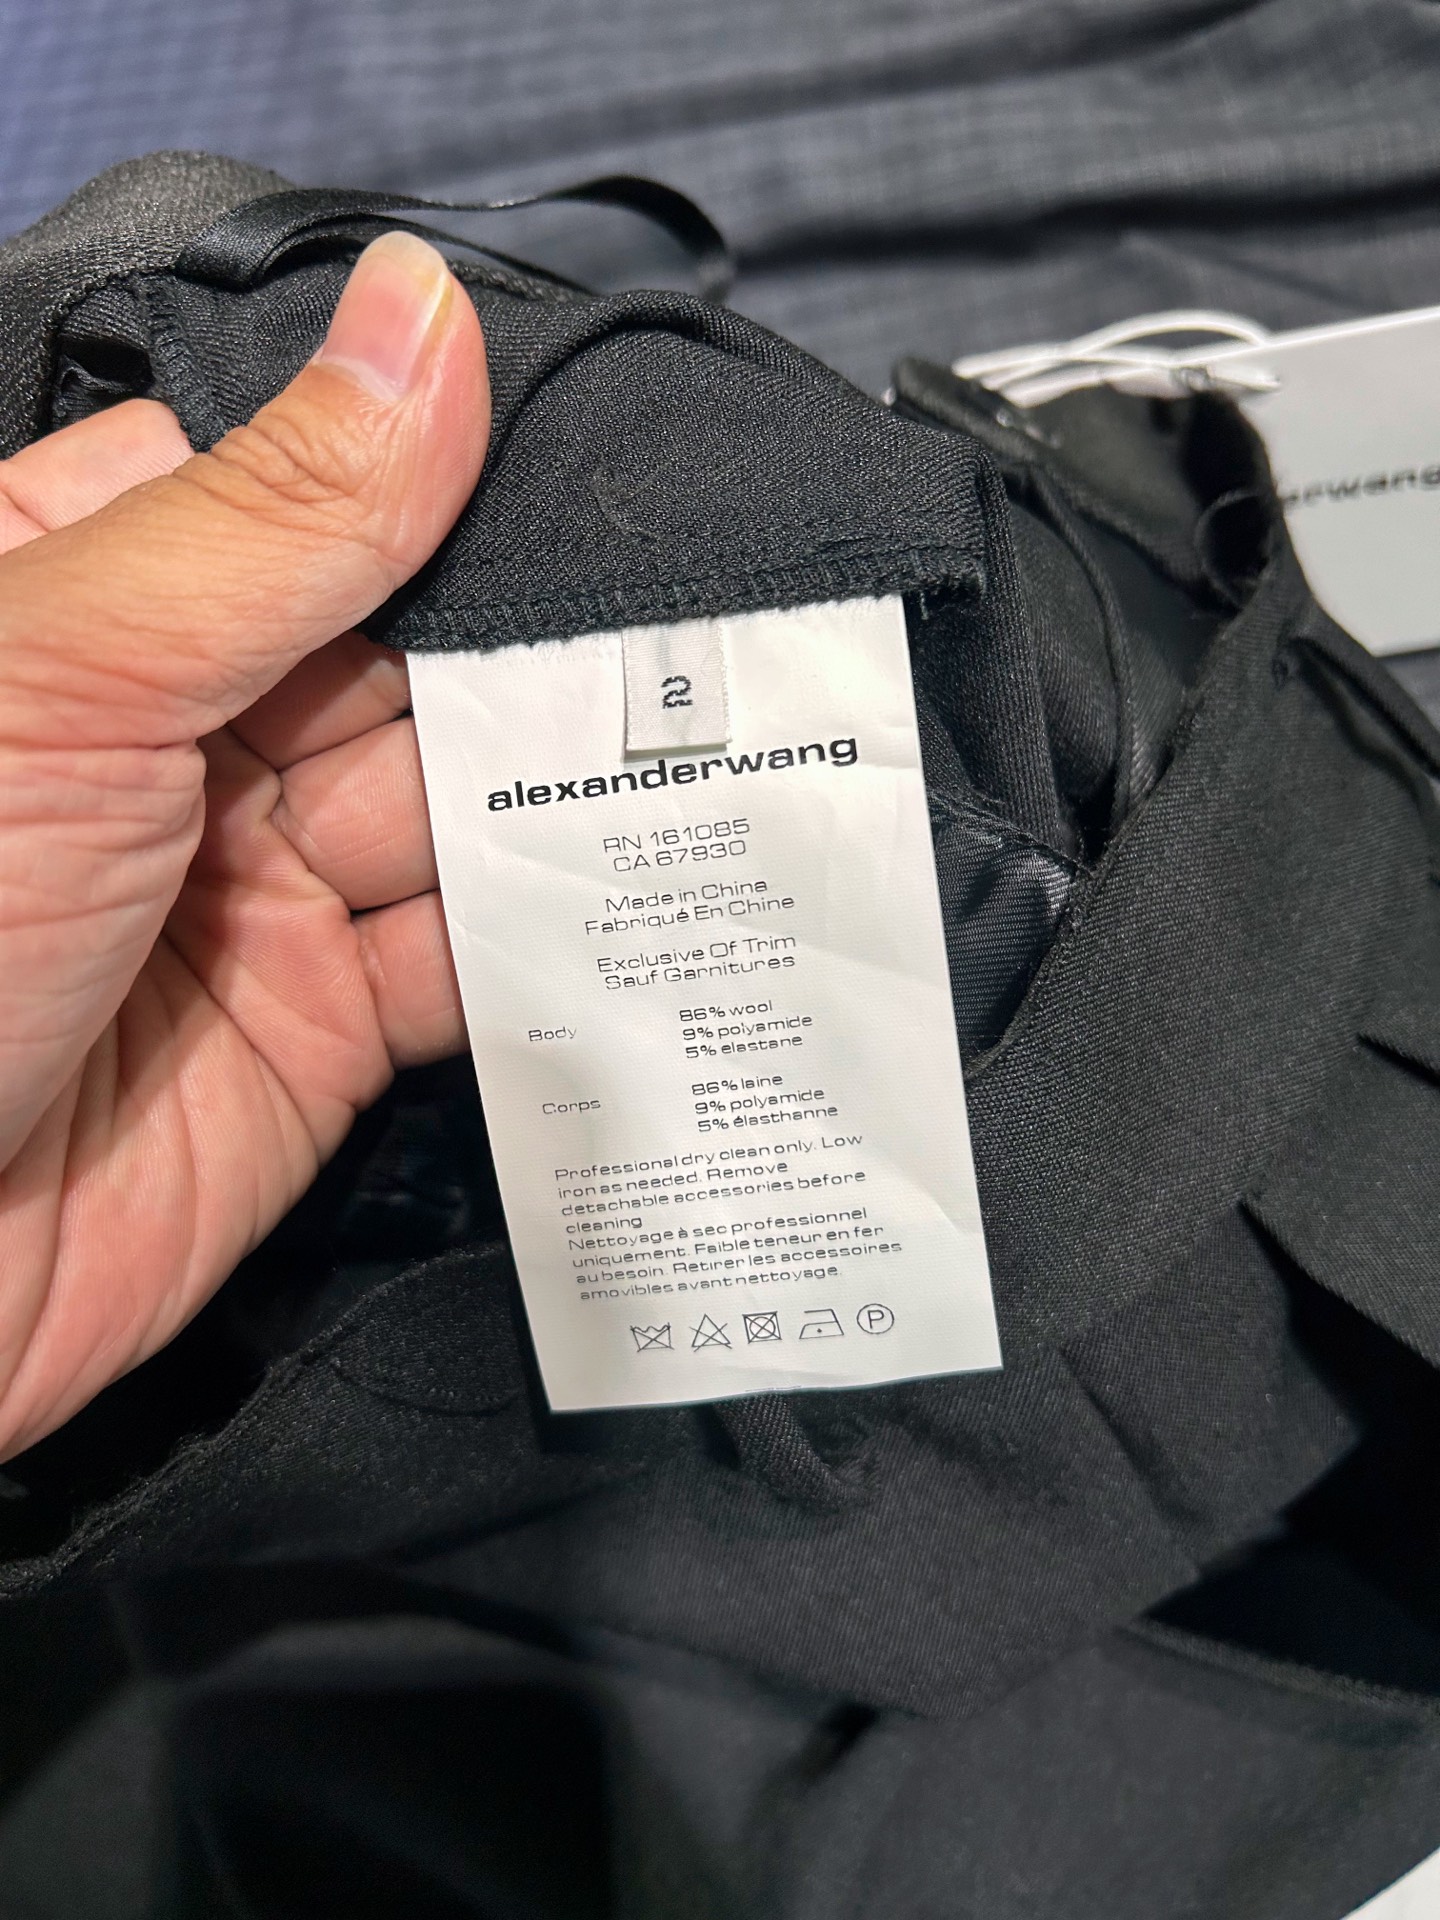 2
alexanderwang
RN 161085
CA 67930
Made in China
Fabriqué En Chine
Exclusive Of Trim
Sauf Garnitures
Body
86% wool
9% polyamide
5% elastane
Corps
86% laine
9% polyamide
5% élasthanne
Professional dry clean only. Low
iron as needed. Remove
detachable accessories before
cleaning
Nettoyage à sec professionnel
uniquement. Faible teneur en fer
au besoin. Retirer les accessoires
amovibles avant nettoyage.
P
erwang